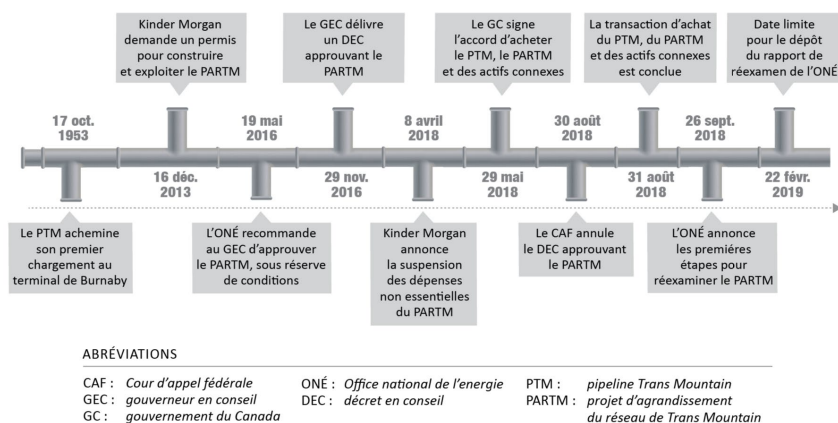 Kinder Morgan
demande un permis
pour construire
et exploiter le PARTM
Le GEC délivre
un DEC
approuvant le
PARTM
Le GC signe
l'accord d'acheter
le PTM, le PARTM
et des actifs connexes
La transaction d'achat
du PTM, du PARTM
et des actifs connexes
est conclue
Date limite
pour le dépôt
du rapport de
réexamen de l'ONÉ
17 oct.
1953
19 mai
2016
8 avril
2018
30 août
2018
26 sept.
2018
16 déc.
2013
29 nov.
2016
29 mai
2018
31 août
2018
22 févr.
2019
Le PTM achemine
son premier
chargement au
terminal de Burnaby
L'ONÉ recommande
au GEC d'approuver
le PARTM, sous réserve
de conditions
Kinder Morgan
annonce
la suspension
des dépenses
non essentielles
du PARTM
Le CAF annule
le DEC approuvant
le PARTM
L'ONÉ annonce
les premiéres
étapes pour
réexaminer le PARTM
ABRÉVIATIONS
CAF : Cour d'appel fédérale
GEC : gouverneur en conseil
GC : gouvernement du Canada
ONÉ : Office national de l'energie
DEC : décret en conseil
PTM : pipeline Trans Mountain
PARTM : projet d'agrandissement
du réseau de Trans Mountain